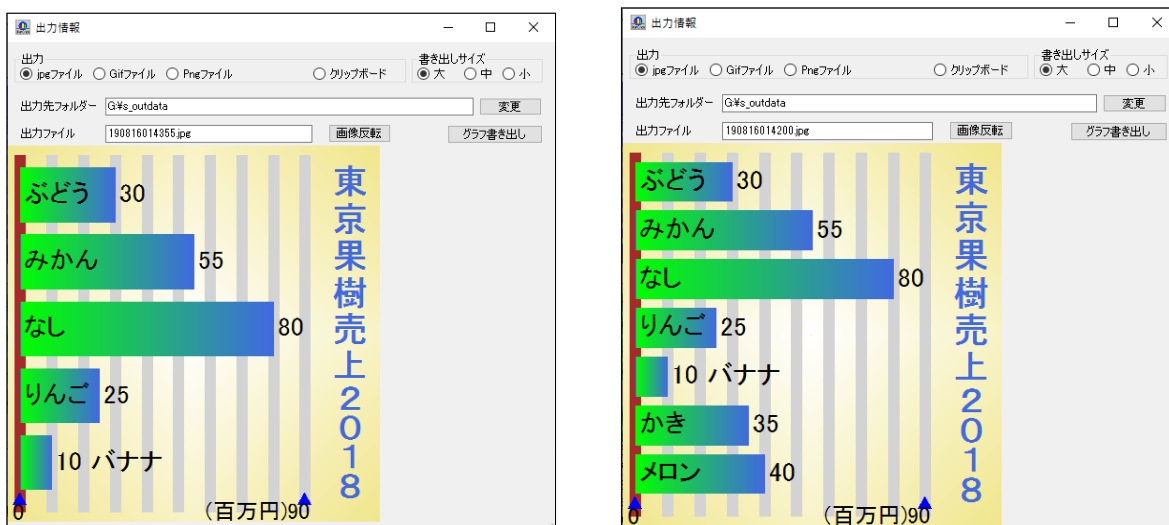 出力情報
出力
書き出しサイズ
jpgファイル Gifファイル Pngファイル クリップボード 大 中 小
出力先フォルダー G:¥s_outdata 変更
出力ファイル 190816014355.jpg 画像反転 グラフ書き出し
ぶどう 30
みかん 55
なし 80
りんご 25
10 バナナ
0 (百万円)90
東京果樹売上2018
出力情報
出力
書き出しサイズ
jpgファイル Gifファイル Pngファイル クリップボード 大 中 小
出力先フォルダー G:¥s_outdata 変更
出力ファイル 190816014200.jpg 画像反転 グラフ書き出し
ぶどう 30
みかん 55
なし 80
りんご 25
10 バナナ
かき 35
メロン 40
0 (百万円)90
東京果樹売上2018